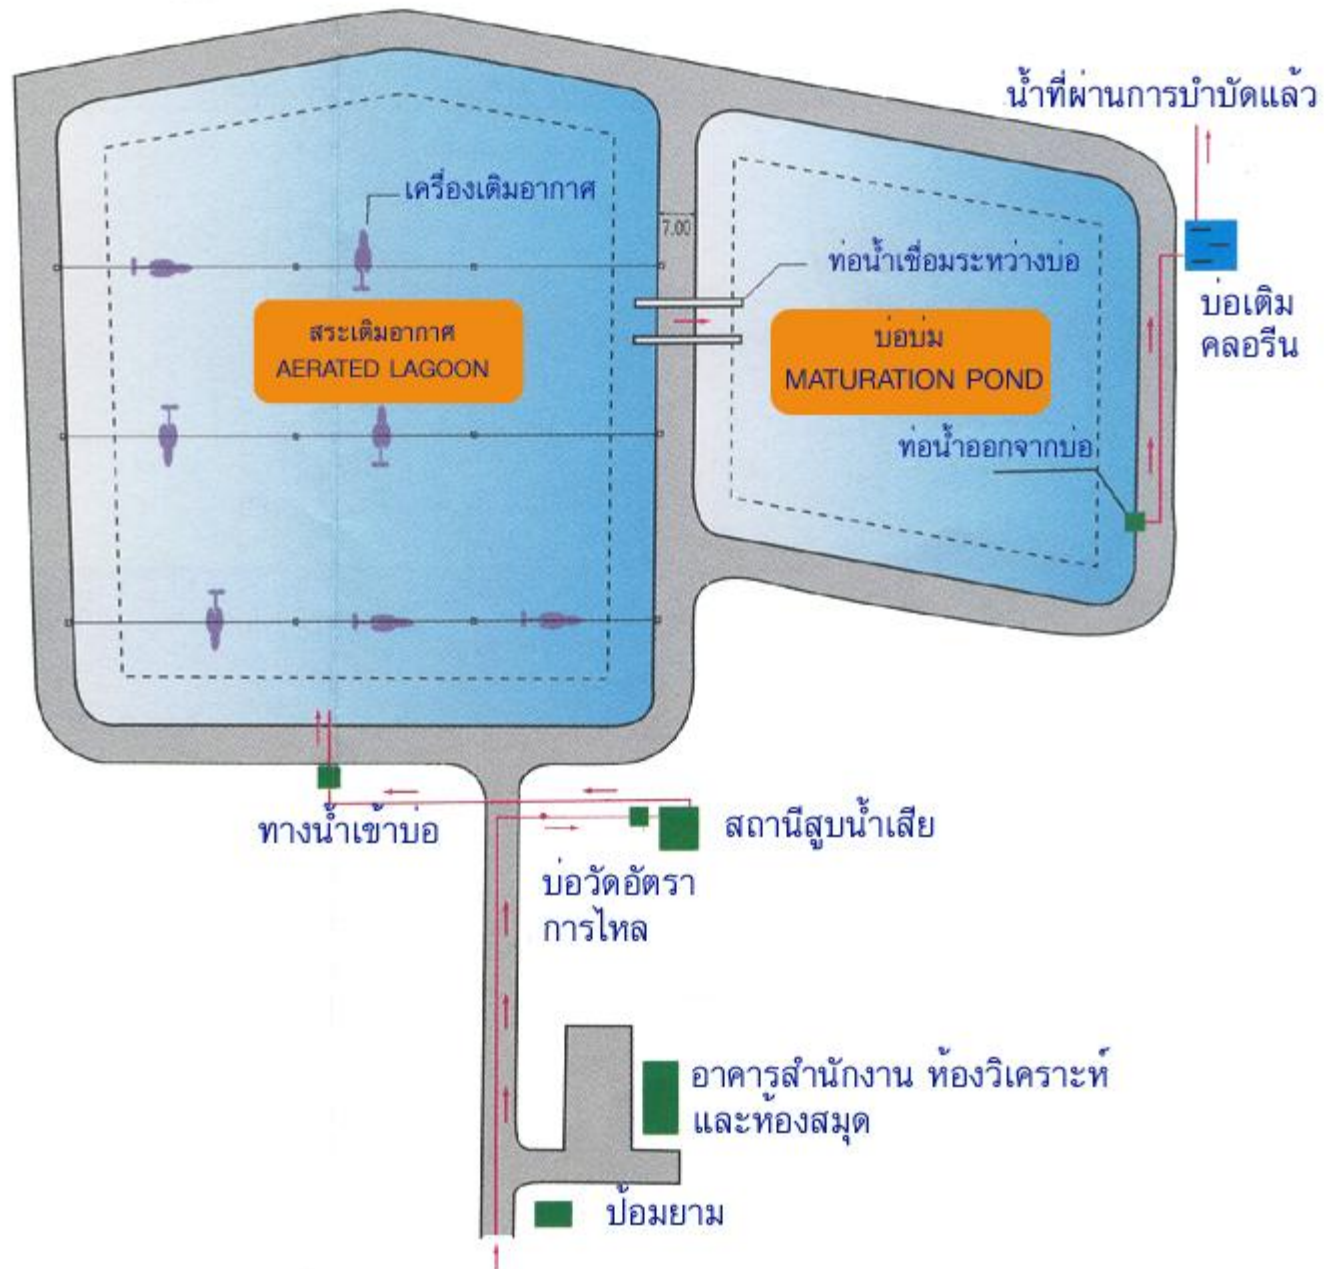 น้ำที่ผ่านการบำบัดแล้ว
เครื่องเติมอากาศ
7.00
ท่อน้ำเชื่อมระหว่างบ่อ
บ่อเติม
คลอรีน
สระเติมอากาศ
AERATED LAGOON
บ่อบ่ม
MATURATION POND
ท่อน้ำออกจากบ่อ
ทางน้ำเข้าบ่อ
สถานีสูบน้ำเสีย
บ่อวัดอัตรา
การไหล
อาคารสำนักงาน ห้องวิเคราะห์
และห้องสมุด
ป้อมยาม